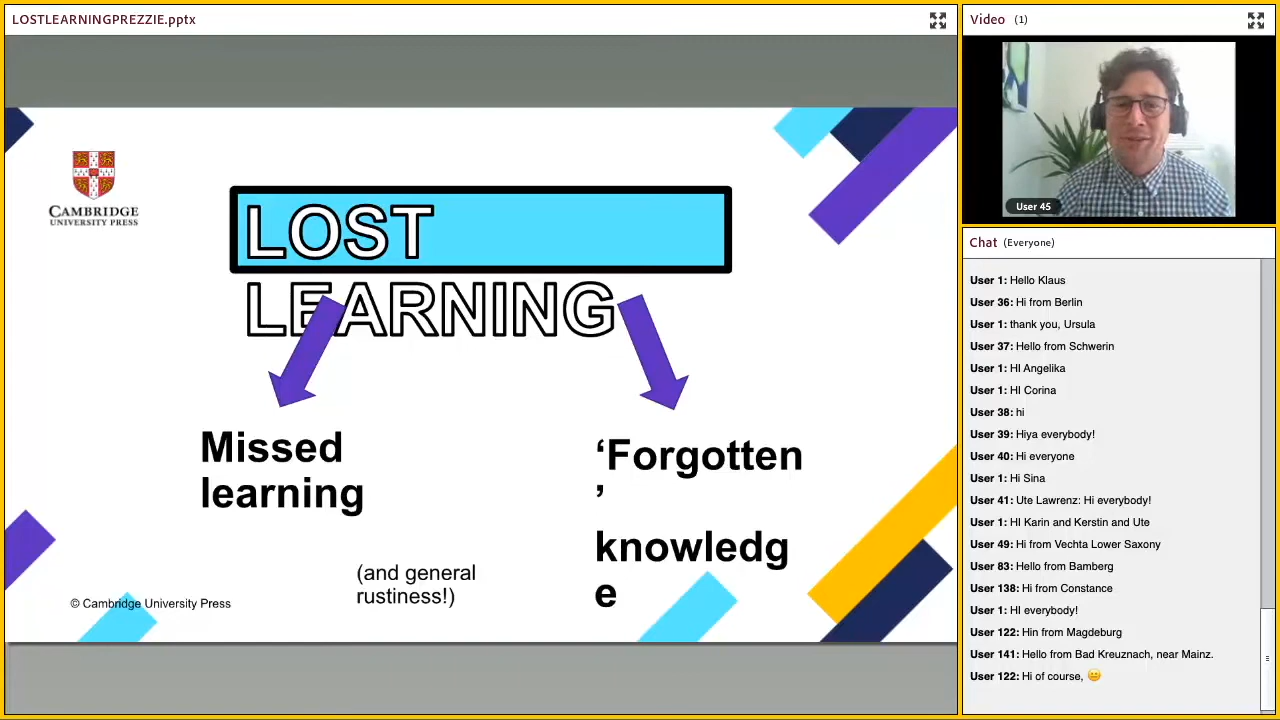 LOSTLEARNINGPREZZIE.pptx
CAMBRIDGE
UNIVERSITY PRESS
LOST
LEARNING
Missed
learning
‘Forgotten
’
knowledg
e
(and general
rustiness!)
© Cambridge University Press
Video (1)
User 45
Chat (Everyone)
User 1: Hello Klaus
User 36: Hi from Berlin
User 1: thank you, Ursula
User 37: Hello from Schwerin
User 1: HI Angelika
User 1: HI Corina
User 38: hi
User 39: Hiya everybody!
User 40: Hi everyone
User 1: Hi Sina
User 41: Ute Lawrenz: Hi everybody!
User 1: HI Karin and Kerstin and Ute
User 49: Hi from Vechta Lower Saxony
User 83: Hello from Bamberg
User 138: Hi from Constance
User 1: HI everybody!
User 122: Hin from Magdeburg
User 141: Hello from Bad Kreuznach, near Mainz.
User 122: Hi of course, 😊